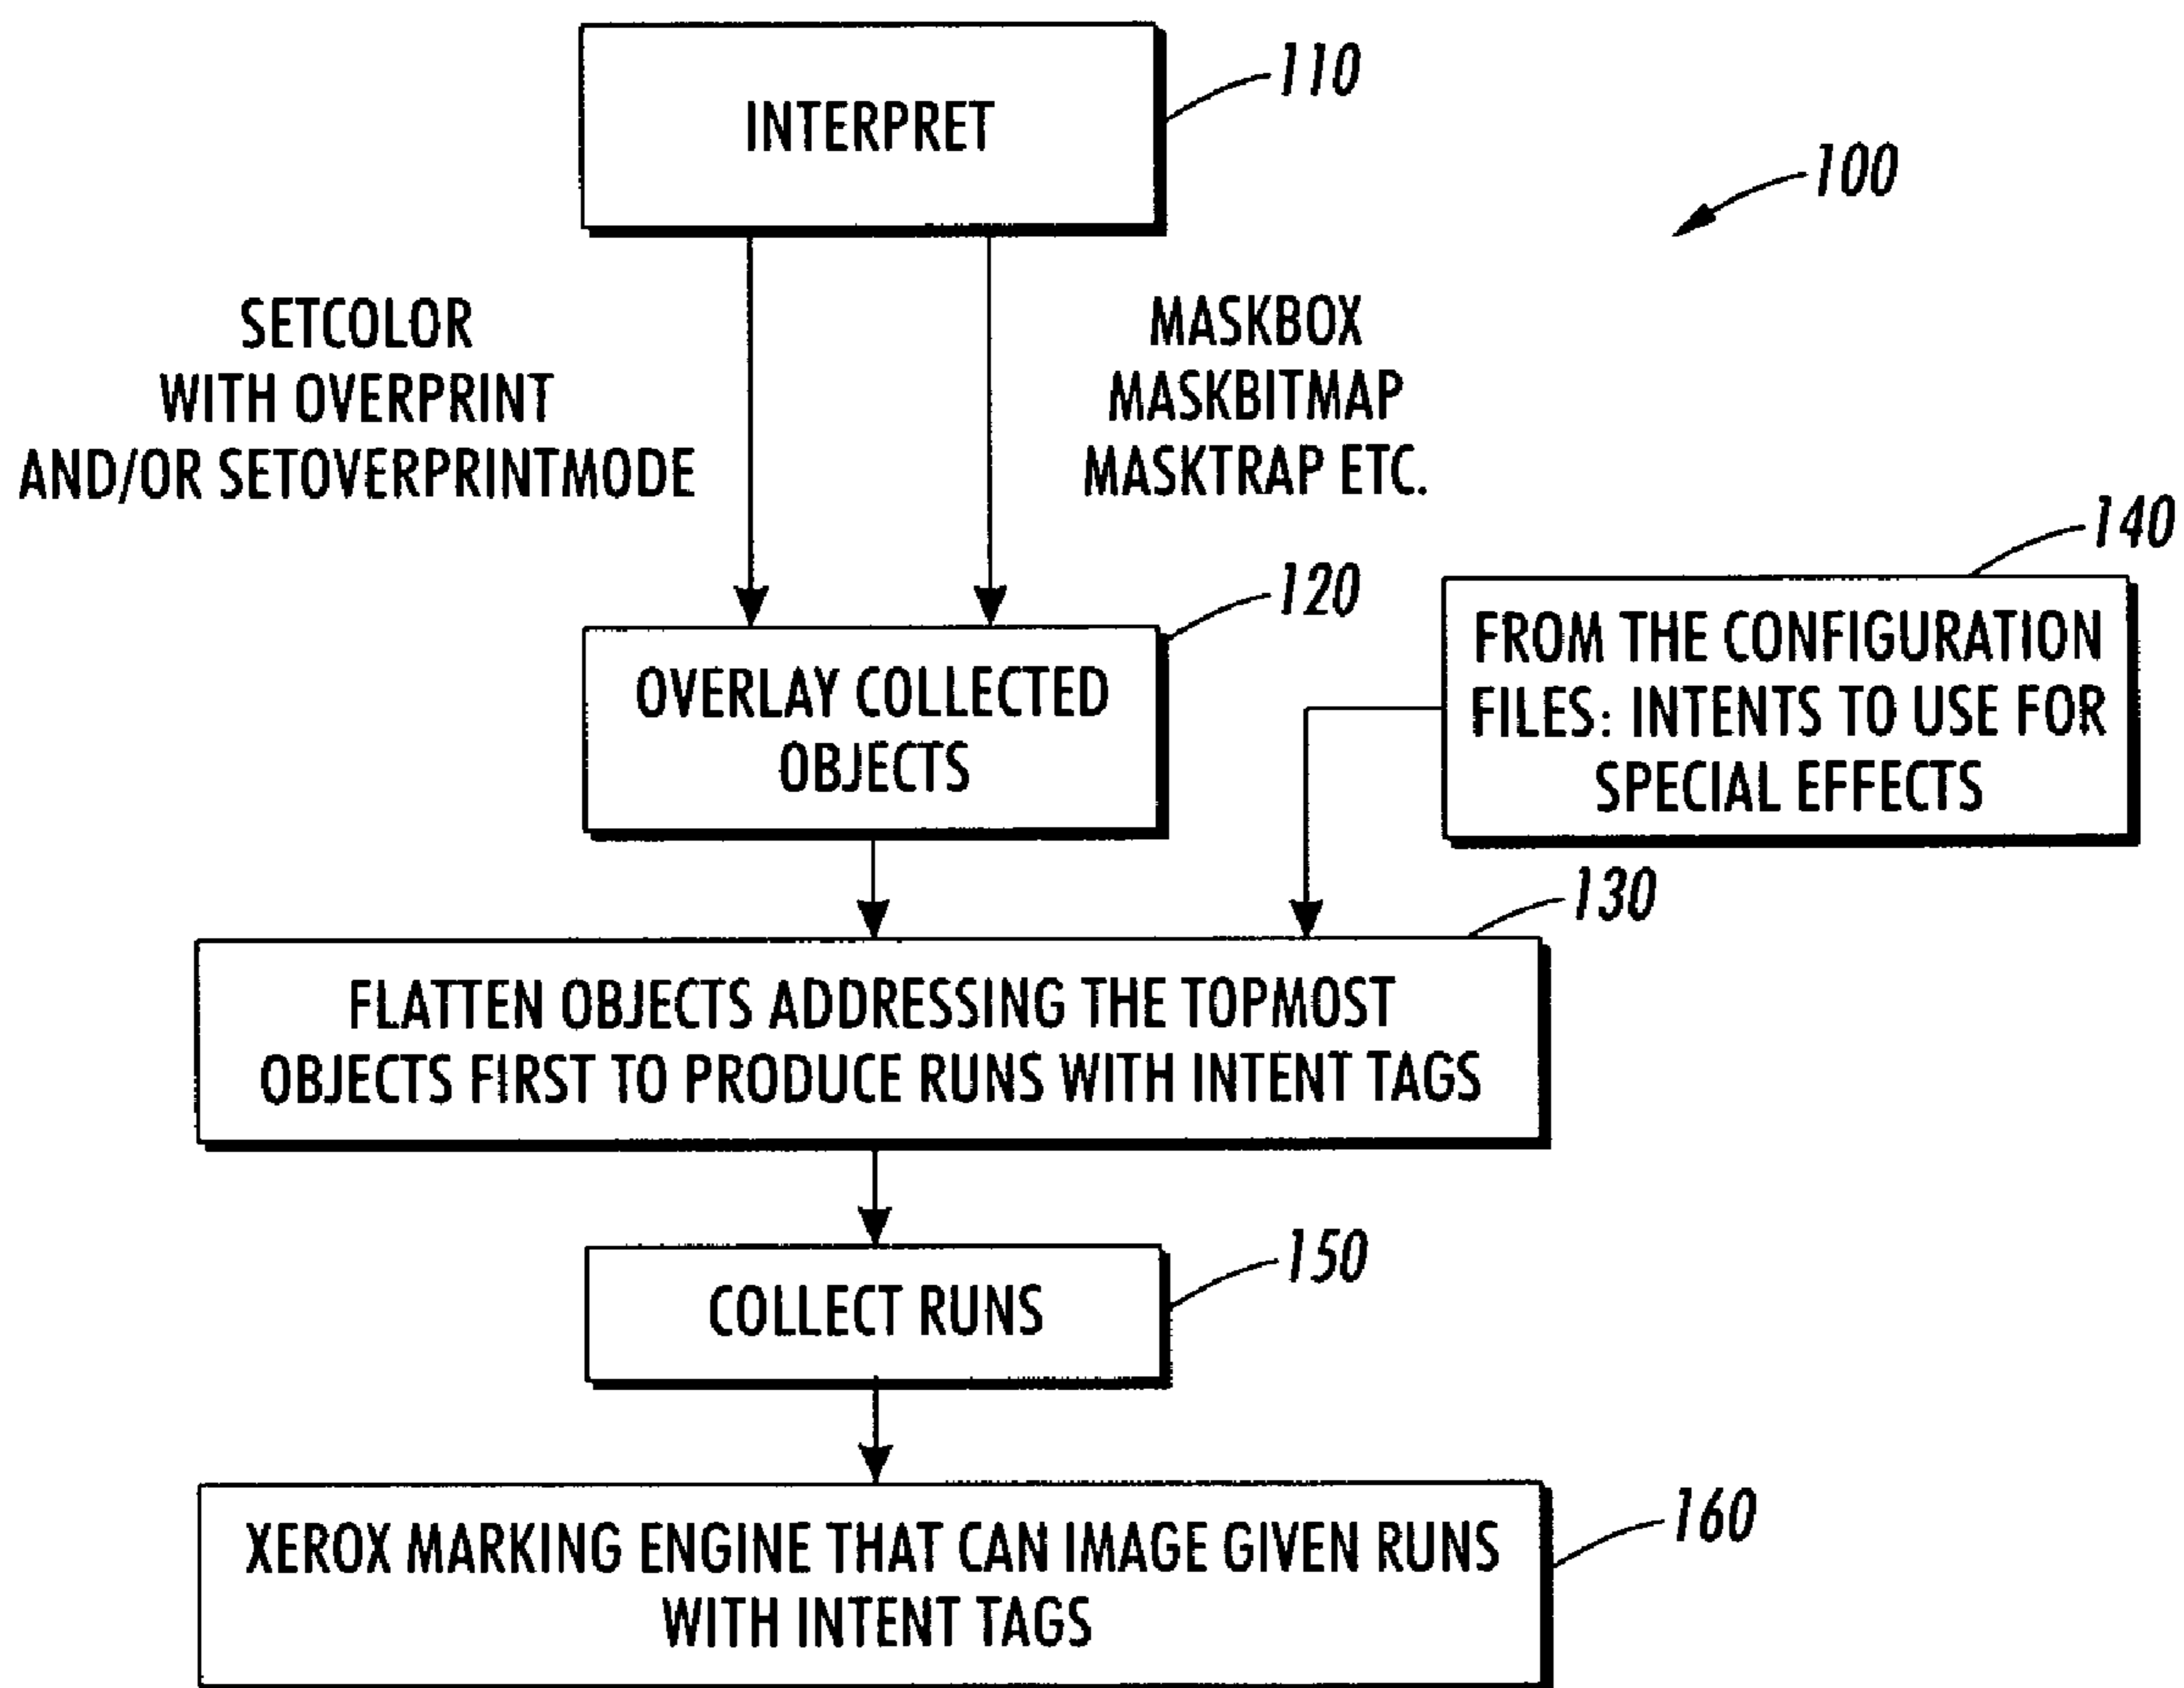 INTERPRET
110
100
SETCOLOR
WITH OVERPRINT
AND/OR SETOVERPRINTMODE
MASKBOX
MASKBITMAP
MASKTRAP ETC.
140
120
OVERLAY COLLECTED
OBJECTS
FROM THE CONFIGURATION
FILES: INTENTS TO USE FOR
SPECIAL EFFECTS
130
FLATTEN OBJECTS ADDRESSING THE TOPMOST
OBJECTS FIRST TO PRODUCE RUNS WITH INTENT TAGS
150
COLLECT RUNS
160
XEROX MARKING ENGINE THAT CAN IMAGE GIVEN RUNS
WITH INTENT TAGS